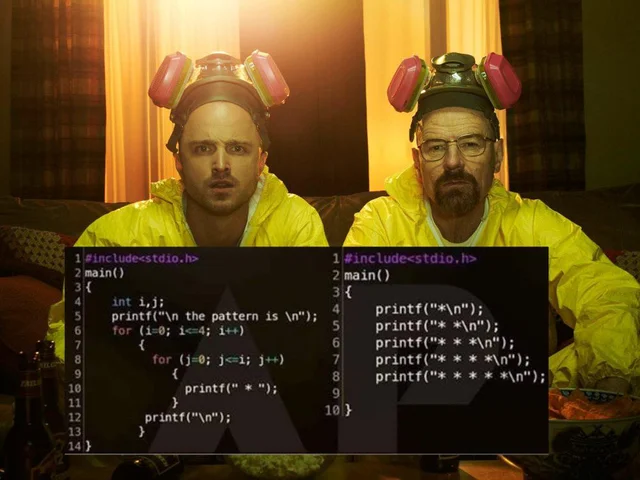 1 #include<stdio.h>
2 main()
3 {
4 int i,j;
5 printf("\n the pattern is \n");
6 for (i=0; i<=4; i++)
7 {
8 for (j=0; j<=i; j++)
9 {
10 printf(" * ");
11 }
12 printf("\n");
13 }
14 }
1 #include<stdio.h>
2 main()
3 {
4 printf("*\n");
5 printf("* *\n");
6 printf("* * *\n");
7 printf("* * * *\n");
8 printf("* * * * *\n");
9
10 }
AP